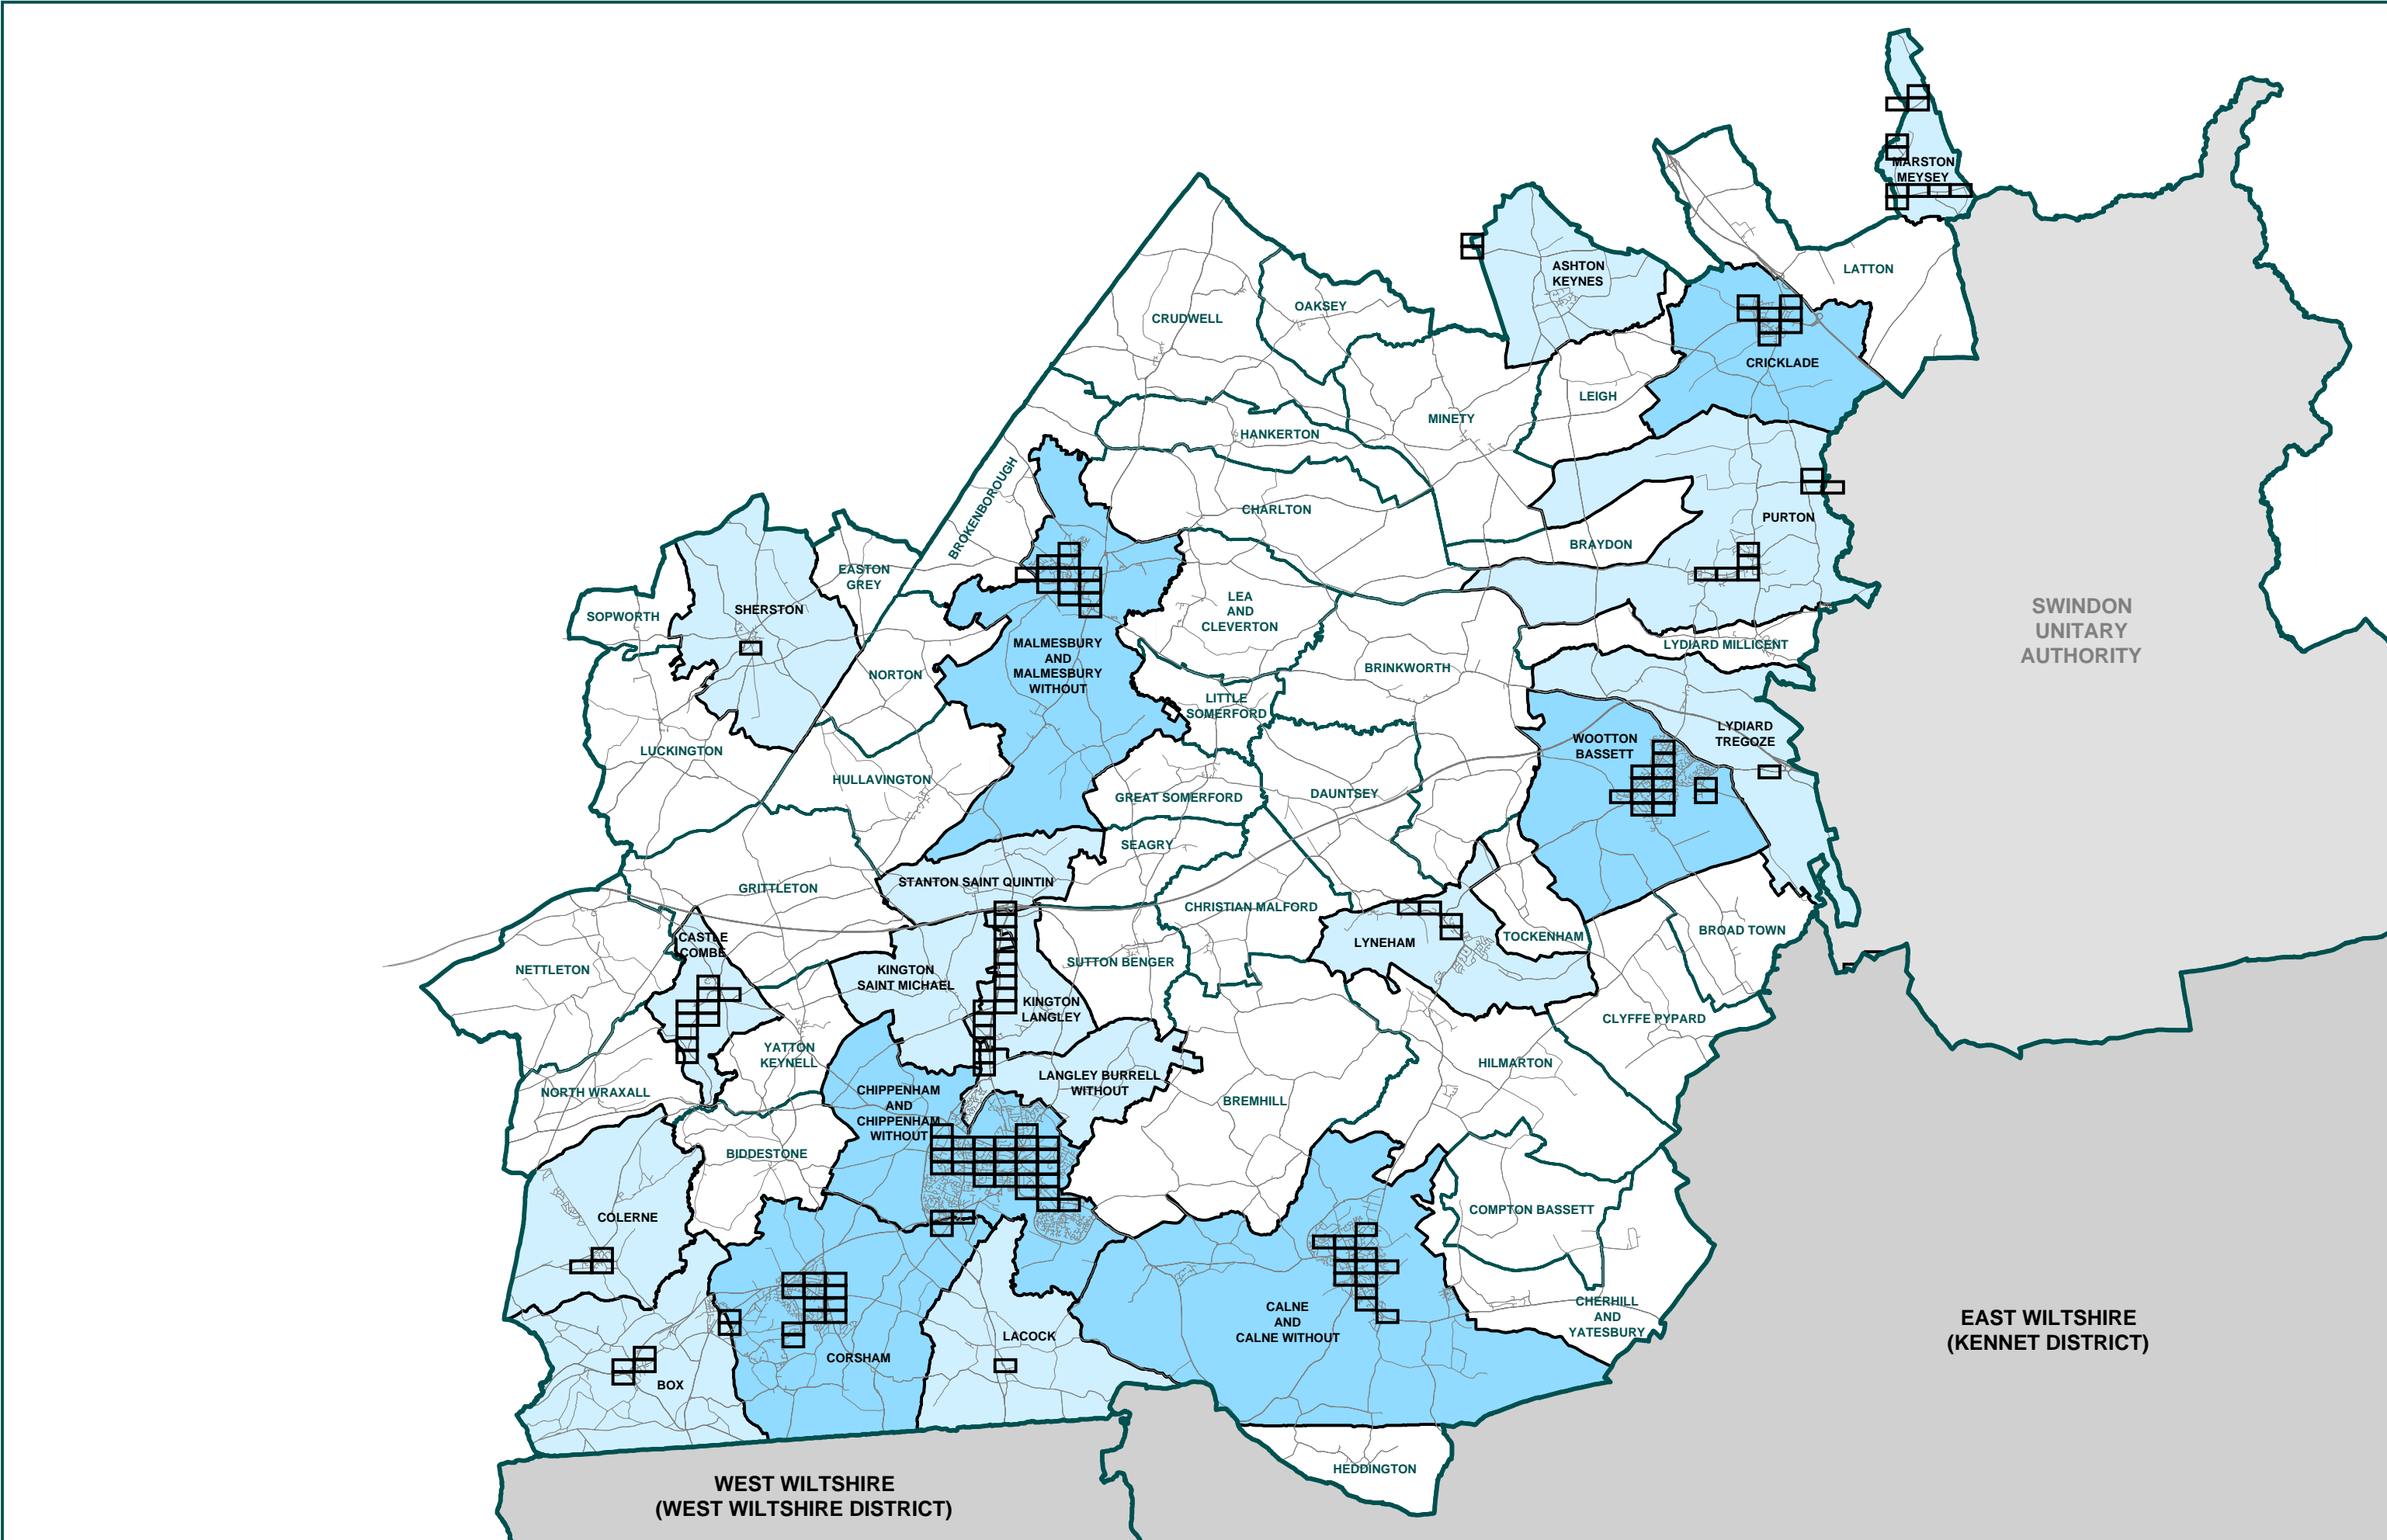 MARSTON
MEYSEY
LATTON
ASHTON
KEYNES
OAKSEY
CRUDWELL
CRICKLADE
LEIGH
MINETY
HANKERTON
BROKENBOROUGH
CHARLTON
PURTON
BRAYDON
EASTON
GREY
SHERSTON
SOPWORTH
LEA
AND
CLEVERTON
SWINDON
UNITARY
AUTHORITY
LYDIARD MILLICENT
MALMESBURY
AND
MALMESBURY
WITHOUT
NORTON
BRINKWORTH
LITTLE
SOMERFORD
LYDIARD
TREGOZE
WOOTTON
BASSETT
LUCKINGTON
HULLAVINGTON
GREAT SOMERFORD
DAUNTSEY
SEAGRY
STANTON SAINT QUINTIN
GRITTLETON
CHRISTIAN MALFORD
BROAD TOWN
TOCKENHAM
LYNEHAM
CASTLE
COMBE
NETTLETON
SUTTON BENGER
KINGTON
SAINT MICHAEL
KINGTON
LANGLEY
CLYFFE PYPARD
YATTON
KEYNELL
HILMARTON
LANGLEY BURRELL
WITHOUT
NORTH WRAXALL
CHIPPENHAM
AND
CHIPPENHAM
WITHOUT
BREMHILL
BIDDESTONE
COLERNE
COMPTON BASSETT
CHERHILL
AND
YATESBURY
CALNE
AND
CALNE WITHOUT
EAST WILTSHIRE
(KENNET DISTRICT)
LACOCK
CORSHAM
BOX
HEDDINGTON
WEST WILTSHIRE
(WEST WILTSHIRE DISTRICT)